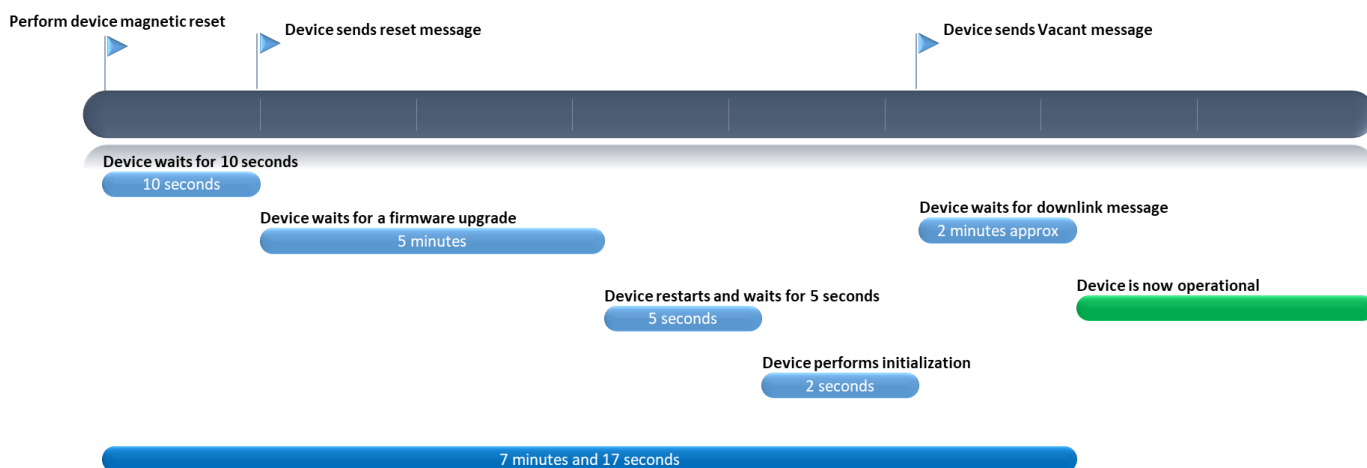 Perform device magnetic reset
Device sends reset message
Device sends Vacant message
Device waits for 10 seconds
10 seconds
Device waits for a firmware upgrade
5 minutes
Device waits for downlink message
2 minutes approx
Device restarts and waits for 5 seconds
5 seconds
Device is now operational
Device performs initialization
2 seconds
7 minutes and 17 seconds